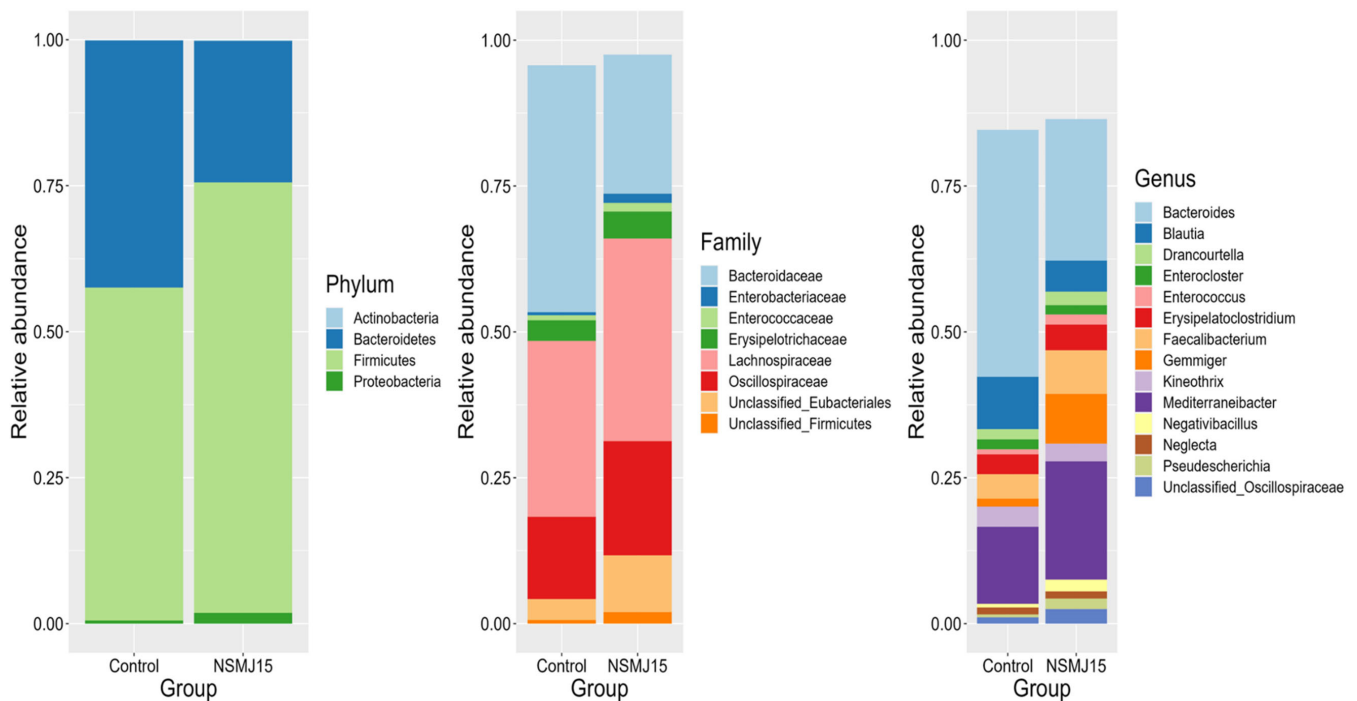 Relative abundance
1.00
0.75
0.50
0.25
0.00
Control
NSMJ15
Group
Phylum
Actinobacteria
Bacteroidetes
Firmicutes
Proteobacteria
Relative abundance
1.00
0.75
0.50
0.25
0.00
Control
NSMJ15
Group
Family
Bacteroidaceae
Enterobacteriaceae
Enterococcaceae
Erysipelotrichaceae
Lachnospiraceae
Oscillospiraceae
Unclassified_Eubacteriales
Unclassified_Firmicutes
Relative abundance
1.00
0.75
0.50
0.25
0.00
Control
NSMJ15
Group
Genus
Bacteroides
Blautia
Drancourtella
Enterocloster
Enterococcus
Erysipelatoclostridium
Faecalibacterium
Gemmiger
Kineothrix
Mediterraneibacter
Negativibacillus
Neglecta
Pseudescherichia
Unclassified_Oscillospiraceae